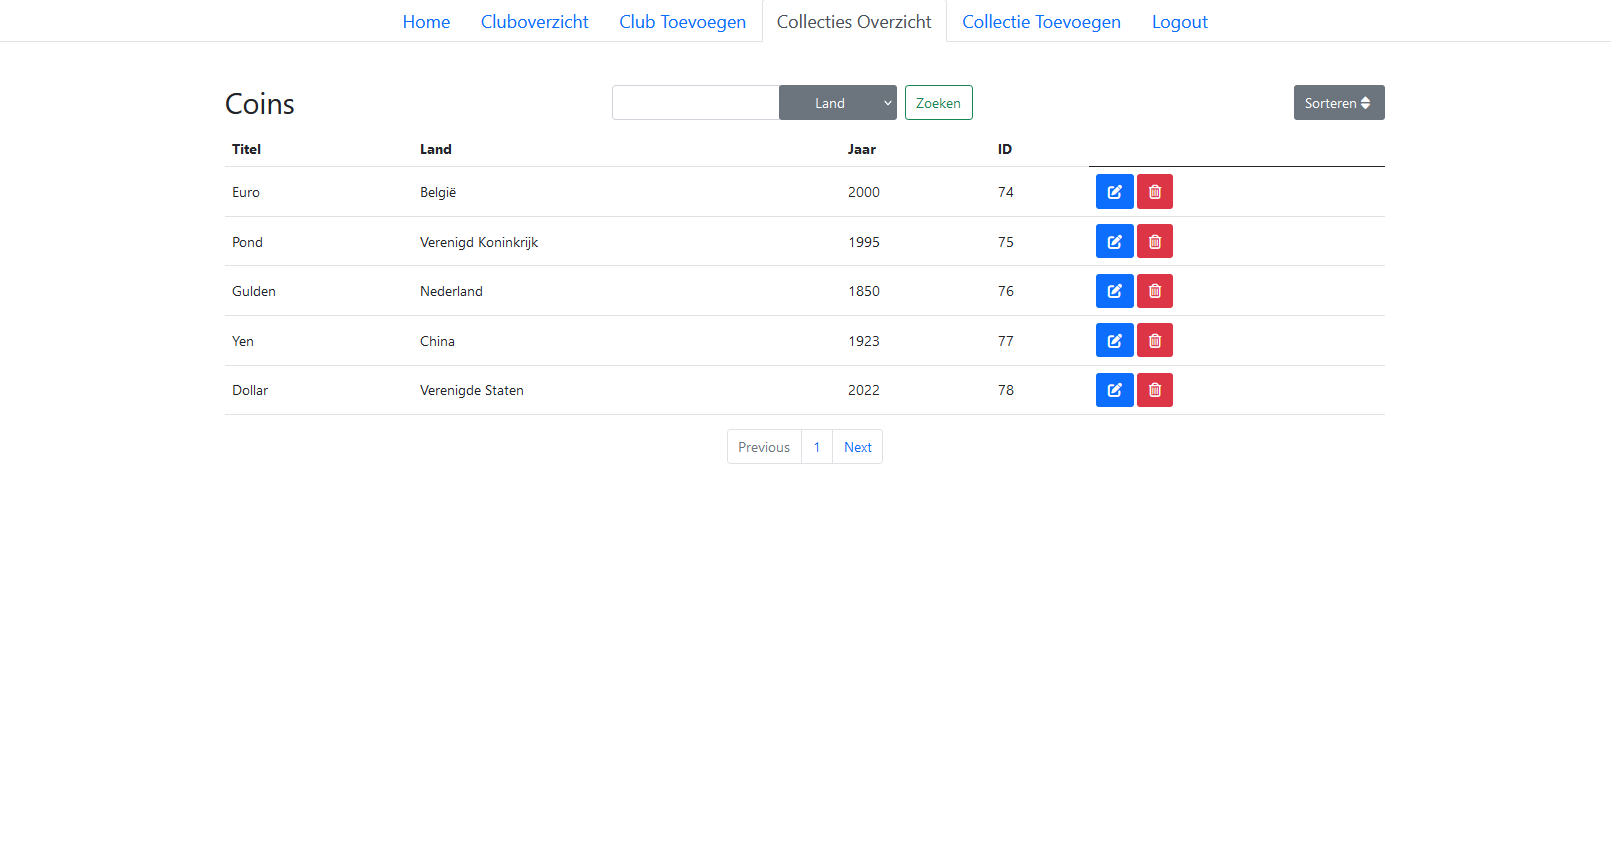 Home Cluboverzicht Club Toevoegen Collecties Overzicht Collectie Toevoegen Logout
Coins Land Zoeken Sorteren
Titel Land Jaar ID
Euro België 2000 74
Pond Verenigd Koninkrijk 1995 75
Gulden Nederland 1850 76
Yen China 1923 77
Dollar Verenigde Staten 2022 78
Previous 1 Next